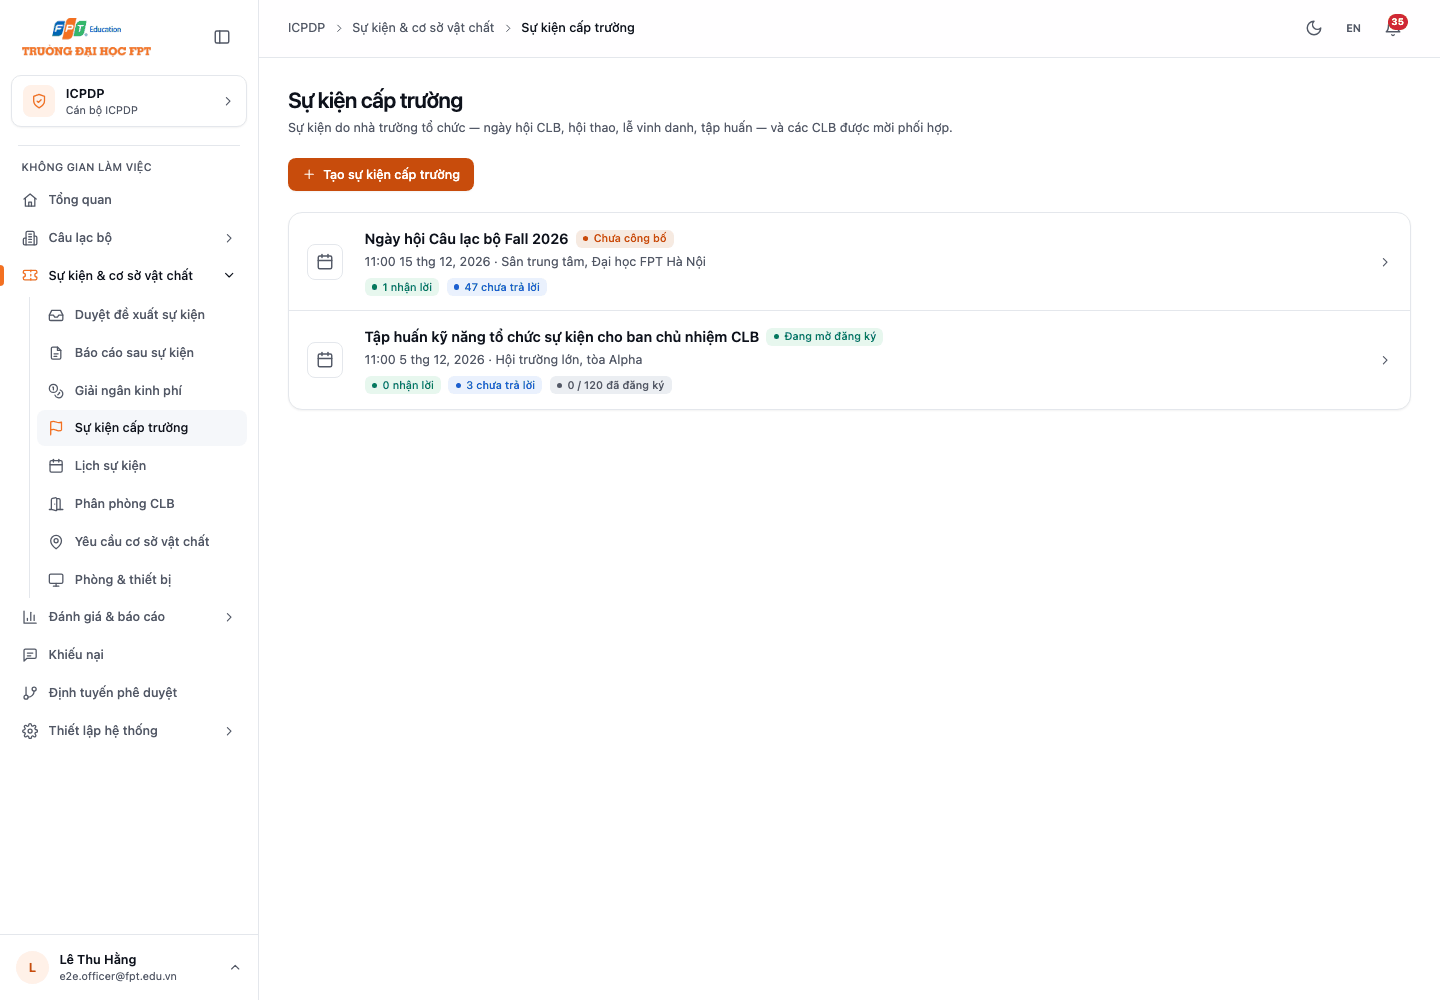 FPT Education
TRƯỜNG ĐẠI HỌC FPT
ICPDP
Cán bộ ICPDP
KHÔNG GIAN LÀM VIỆC
Tổng quan
Câu lạc bộ
Sự kiện & cơ sở vật chất
Duyệt đề xuất sự kiện
Báo cáo sau sự kiện
Giải ngân kinh phí
Sự kiện cấp trường
Lịch sự kiện
Phân phòng CLB
Yêu cầu cơ sở vật chất
Phòng & thiết bị
Đánh giá & báo cáo
Khiếu nại
Định tuyến phê duyệt
Thiết lập hệ thống
L
Lê Thu Hằng
e2e.officer@fpt.edu.vn
ICPDP > Sự kiện & cơ sở vật chất > Sự kiện cấp trường
EN
35
Sự kiện cấp trường
Sự kiện do nhà trường tổ chức — ngày hội CLB, hội thao, lễ vinh danh, tập huấn — và các CLB được mời phối hợp.
+ Tạo sự kiện cấp trường
Ngày hội Câu lạc bộ Fall 2026 • Chưa công bố
11:00 15 thg 12, 2026 · Sân trung tâm, Đại học FPT Hà Nội
• 1 nhận lời • 47 chưa trả lời
Tập huấn kỹ năng tổ chức sự kiện cho ban chủ nhiệm CLB • Đang mở đăng ký
11:00 5 thg 12, 2026 · Hội trường lớn, tòa Alpha
• 0 nhận lời • 3 chưa trả lời • 0 / 120 đã đăng ký